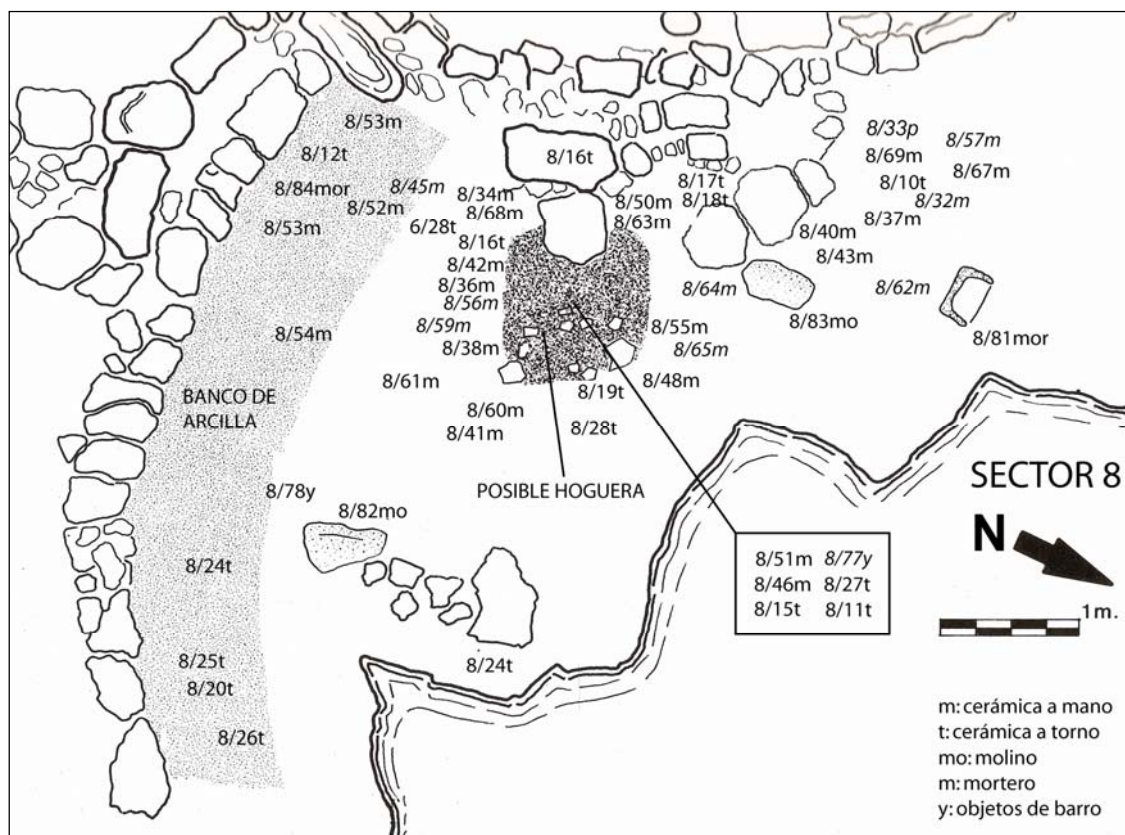 8/53m
8/12t
8/84mor
8/45m
8/52m
8/53m
8/34m
8/68m
6/28t
8/16t
8/16t
8/42m
8/36m
8/56m
8/59m
8/38m
8/50m
8/63m
8/17t
8/18t
8/33p
8/57m
8/69m
8/67m
8/10t
8/32m
8/37m
8/40m
8/43m
8/64m
8/62m
8/83mo
8/81mor
8/55m
8/65m
8/48m
8/19t
8/54m
BANCO DE
ARCILLA
8/61m
8/60m
8/41m
8/28t
POSIBLE HOGUERA
8/78y
8/82mo
8/24t
8/24t
8/25t
8/20t
8/26t
8/51m 8/77y
8/46m 8/27t
8/15t 8/11t
SECTOR 8
N
1m.
m: cerámica a mano
t: cerámica a torno
mo: molino
m: mortero
y: objetos de barro